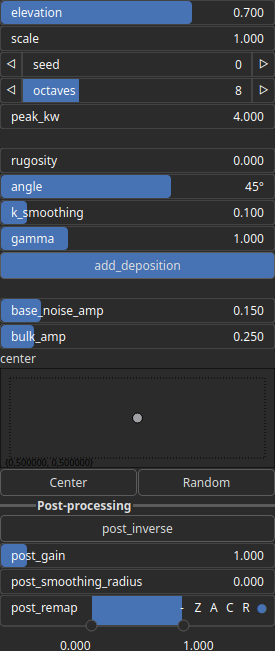 elevation 0.700
scale 1.000
seed 0
octaves 8
peak_kw 4.000
rugosity 0.000
angle 45°
k_smoothing 0.100
gamma 1.000
add_deposition
base_noise_amp 0.150
bulk_amp 0.250
center
(0.500000, 0.500000)
Center Random
Post-processing
post_inverse
post_gain 1.000
post_smoothing_radius 0.000
post_remap - Z A C R
0.000 1.000